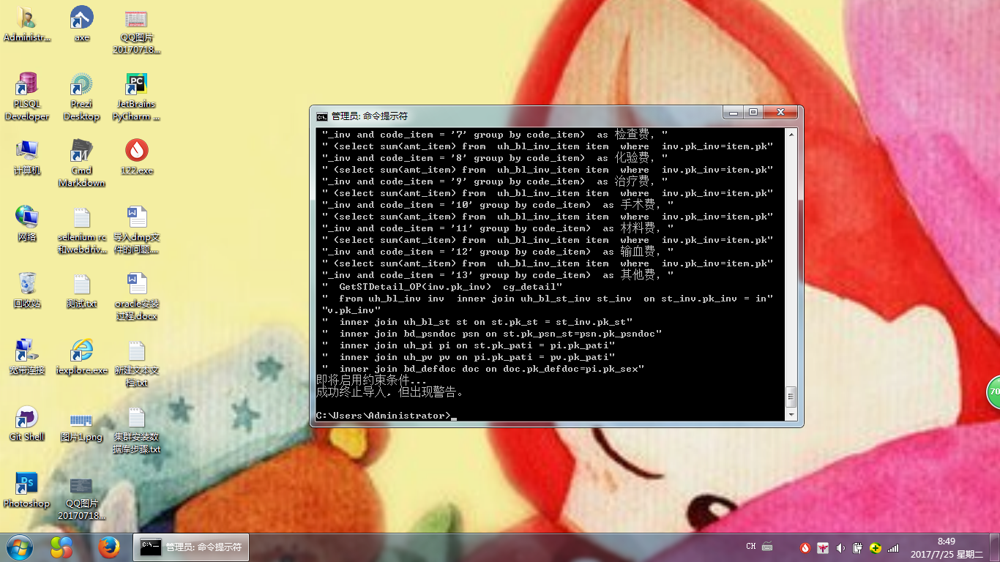 Administr...
axe
QQ图片
20170718...
PLSQL
Developer
Prezi
Desktop
JetBrains
PyCharm ...
计算机
Cmd
Markdown
122.exe
网络
selenium rc
和webdriv...
导入dmp文
件的问题....
回收站
测试.txt
oracle安装
过程.docx
宽带连接
iexplore.exe
新建文本文
档.txt
Git Shell
图片1.png
集群安装数
据库步骤.txt
Photoshop
QQ图片
20170718...
管理员: 命令提示符
"_inv and code_item = '7' group by code_item)  as 检查费, "
" (select sum(amt_item) from  uh_bl_inv_item item  where  inv.pk_inv=item.pk"
"_inv and code_item = '8' group by code_item)  as 化验费, "
" (select sum(amt_item) from  uh_bl_inv_item item  where  inv.pk_inv=item.pk"
"_inv and code_item = '9' group by code_item)  as 治疗费, "
" (select sum(amt_item) from  uh_bl_inv_item item  where  inv.pk_inv=item.pk"
"_inv and code_item = '10' group by code_item)  as 手术费, "
" (select sum(amt_item) from  uh_bl_inv_item item  where  inv.pk_inv=item.pk"
"_inv and code_item = '11' group by code_item)  as 材料费, "
" (select sum(amt_item) from  uh_bl_inv_item item  where  inv.pk_inv=item.pk"
"_inv and code_item = '12' group by code_item)  as 输血费, "
" (select sum(amt_item) from  uh_bl_inv_item item  where  inv.pk_inv=item.pk"
"_inv and code_item = '13' group by code_item)  as 其他费, "
"  GetSTDetail_OP(inv.pk_inv)  cg_detail"
"  from uh_bl_inv inv  inner join uh_bl_st_inv st_inv  on st_inv.pk_inv = in"
"v.pk_inv"
"  inner join uh_bl_st st on st.pk_st = st_inv.pk_st"
"  inner join bd_psndoc psn on st.pk_psn_st=psn.pk_psndoc"
"  inner join uh_pi pi on st.pk_pati = pi.pk_pati"
"  inner join uh_pv pv on pi.pk_pati = pv.pk_pati"
"  inner join bd_defdoc doc on doc.pk_defdoc=pi.pk_sex"
即将启用约束条件...
成功终止导入, 但出现警告。
C:\Users\Administrator>_
70
管理员: 命令提示符
CH
8:49
2017/7/25 星期二